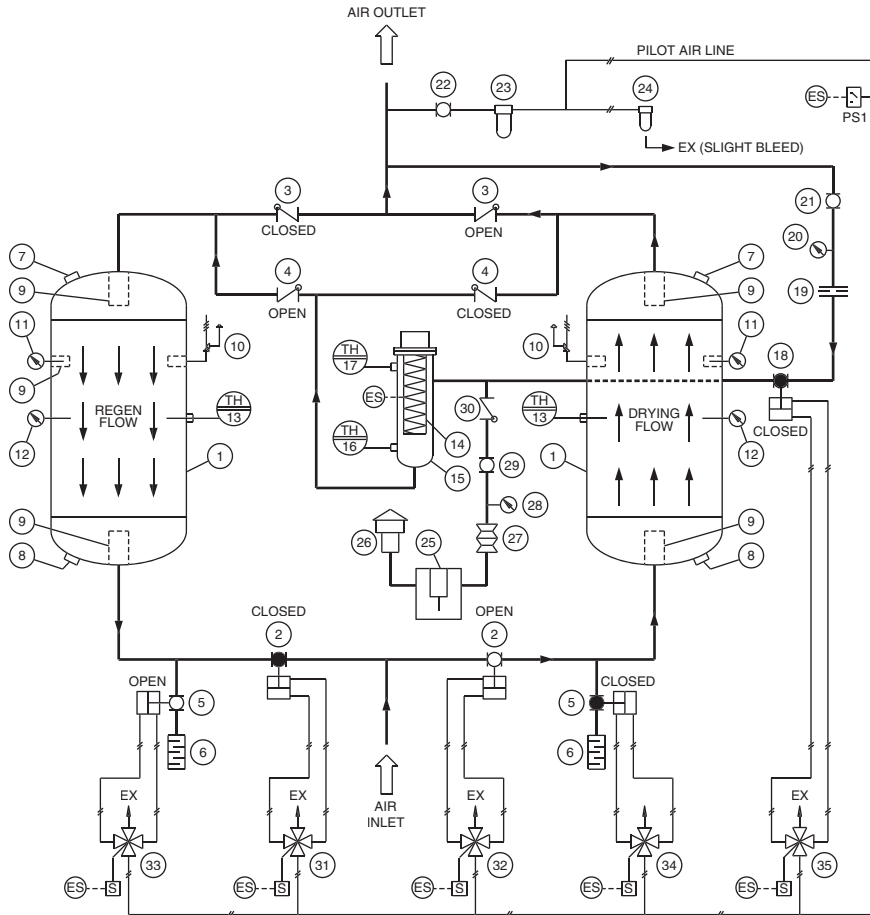 AIR OUTLET
PILOT AIR LINE
22
23
24
ES
PS1
EX (SLIGHT BLEED)
3
3
CLOSED
OPEN
21
20
19
7
7
9
9
4
4
OPEN
CLOSED
11
10
10
11
TH
17
18
9
9
ES
30
CLOSED
REGEN
FLOW
TH
13
TH
16
14
TH
13
DRYING
FLOW
12
12
1
15
29
1
28
9
26
25
27
9
8
8
CLOSED
OPEN
2
2
OPEN
CLOSED
5
5
6
6
EX
EX
AIR
INLET
EX
EX
EX
33
31
32
34
35
ES
S
ES
S
ES
S
ES
S
ES
S